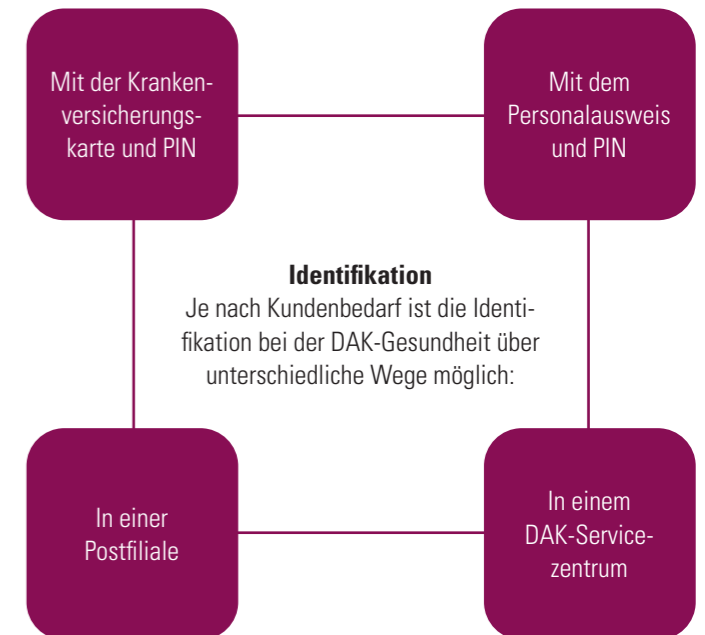 Mit der Kranken-
versicherungs-
karte und PIN
Mit dem
Personalausweis
und PIN
Identifikation
Je nach Kundenbedarf ist die Identi-
fikation bei der DAK-Gesundheit über
unterschiedliche Wege möglich:
In einer
Postfiliale
In einem
DAK-Service-
zentrum